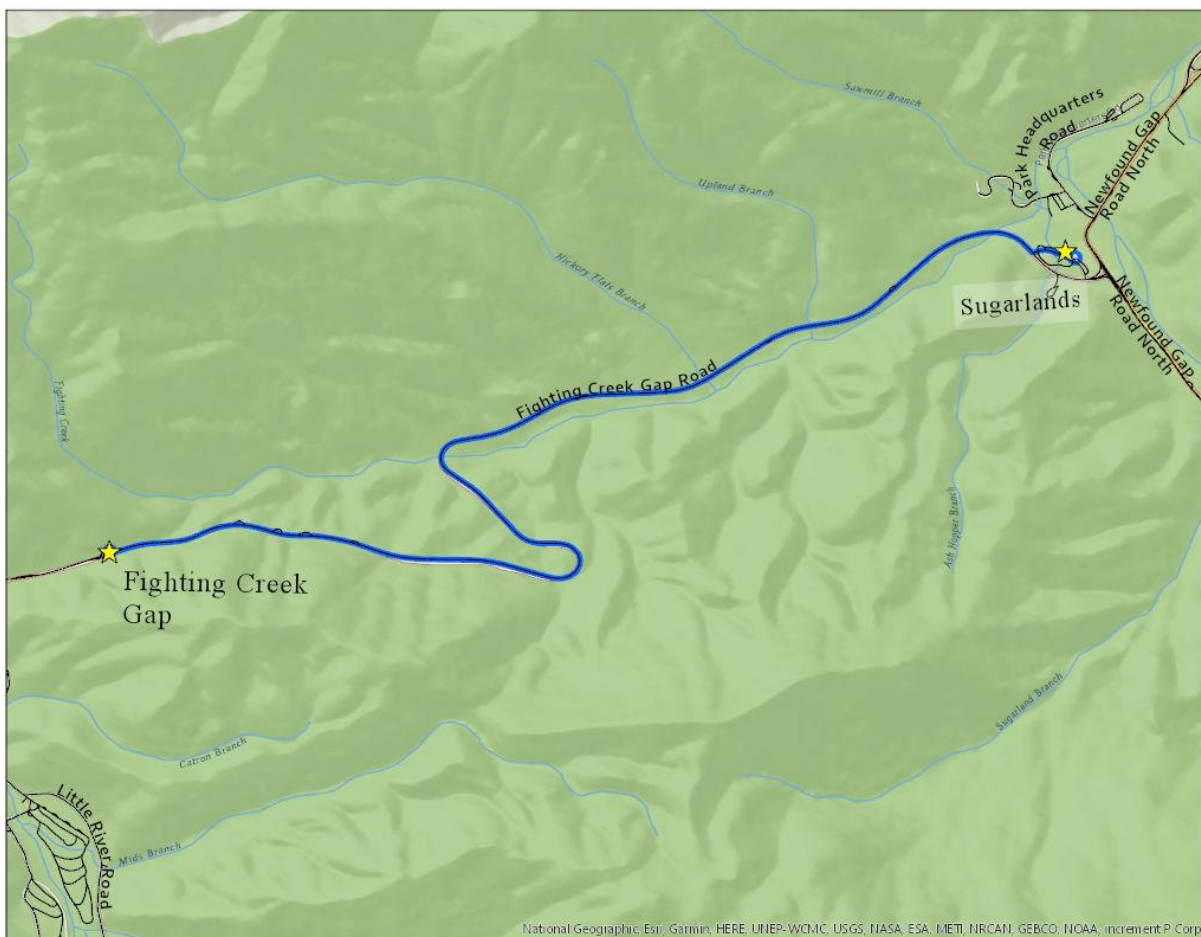 Sawmill Branch
Park Headquarters
Road
Newfound Gap
Road North
Upland Branch
Hickory Flats Branch
Sugarlands
Newfound Gap
Road North
Fighting Creek Gap Road
Fighting Creek
Ash Hopper Branch
Fighting Creek
Gap
Sugarland Branch
Catron Branch
Little River
Road
Mids Branch
National Geographic, Esri, Garmin, HERE, UNEP-WCMC, USGS, NASA, ESA, METI, NRCAN, GEBCO, NOAA, increment P Corp